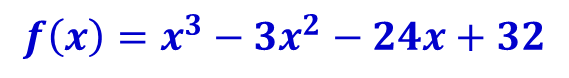 f(x) = x³ − 3x² − 24x + 32